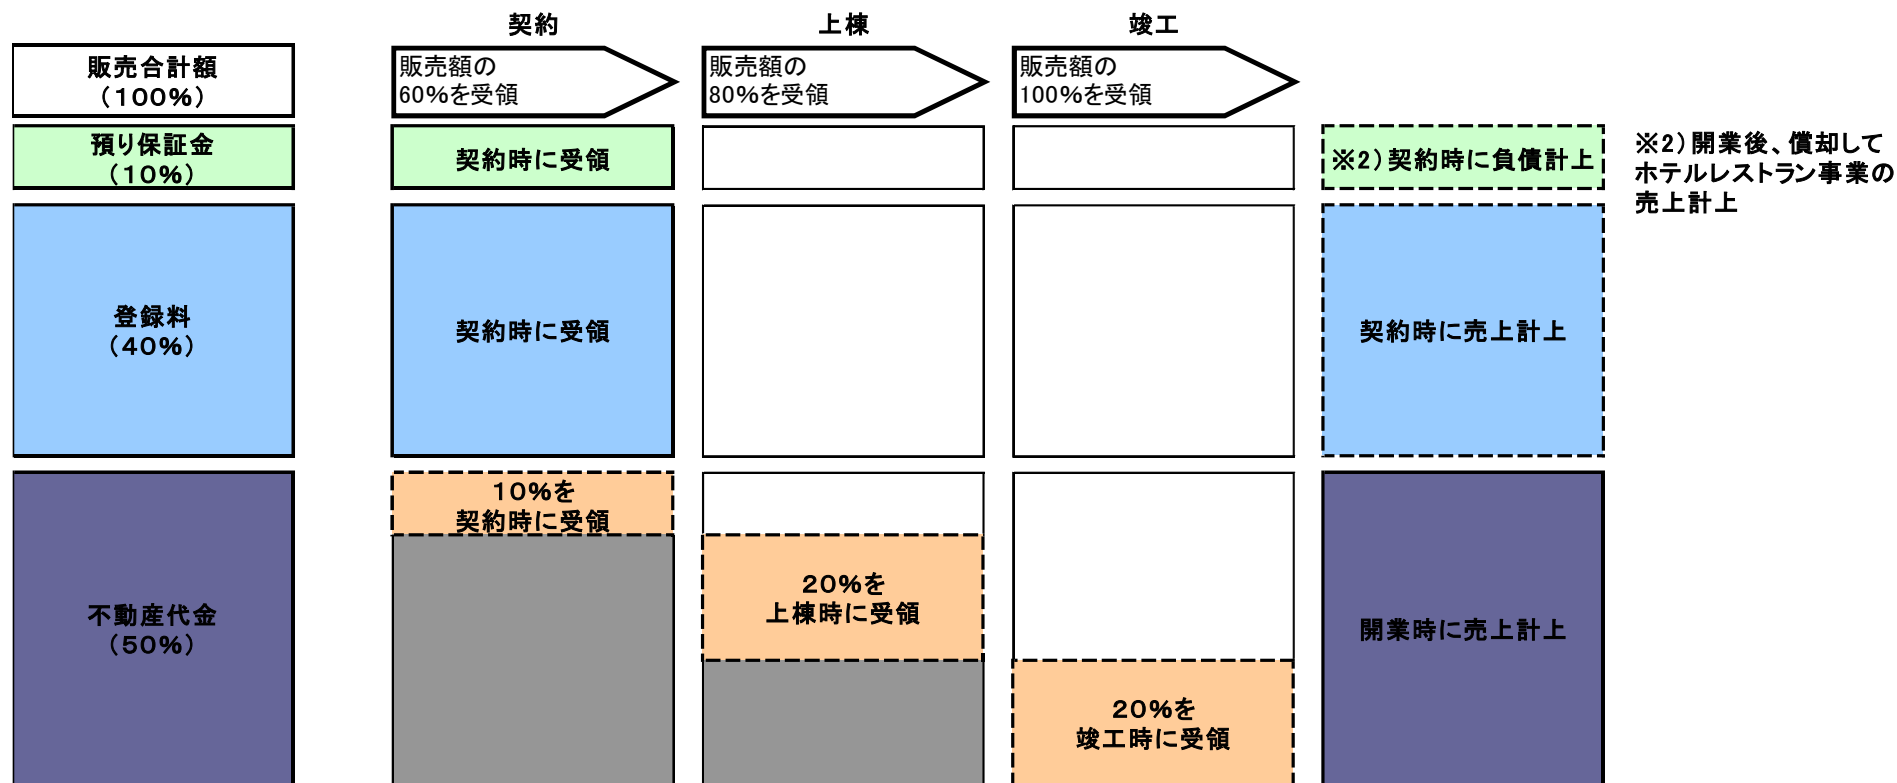 契約
上棟
竣工
販売合計額
(100%)
販売額の
60%を受領
販売額の
80%を受領
販売額の
100%を受領
預り保証金
(10%)
契約時に受領
※2)契約時に負債計上
※2)開業後、償却して
ホテルレストラン事業の
売上計上
登録料
(40%)
契約時に受領
契約時に売上計上
不動産代金
(50%)
10%を
契約時に受領
20%を
上棟時に受領
20%を
竣工時に受領
開業時に売上計上